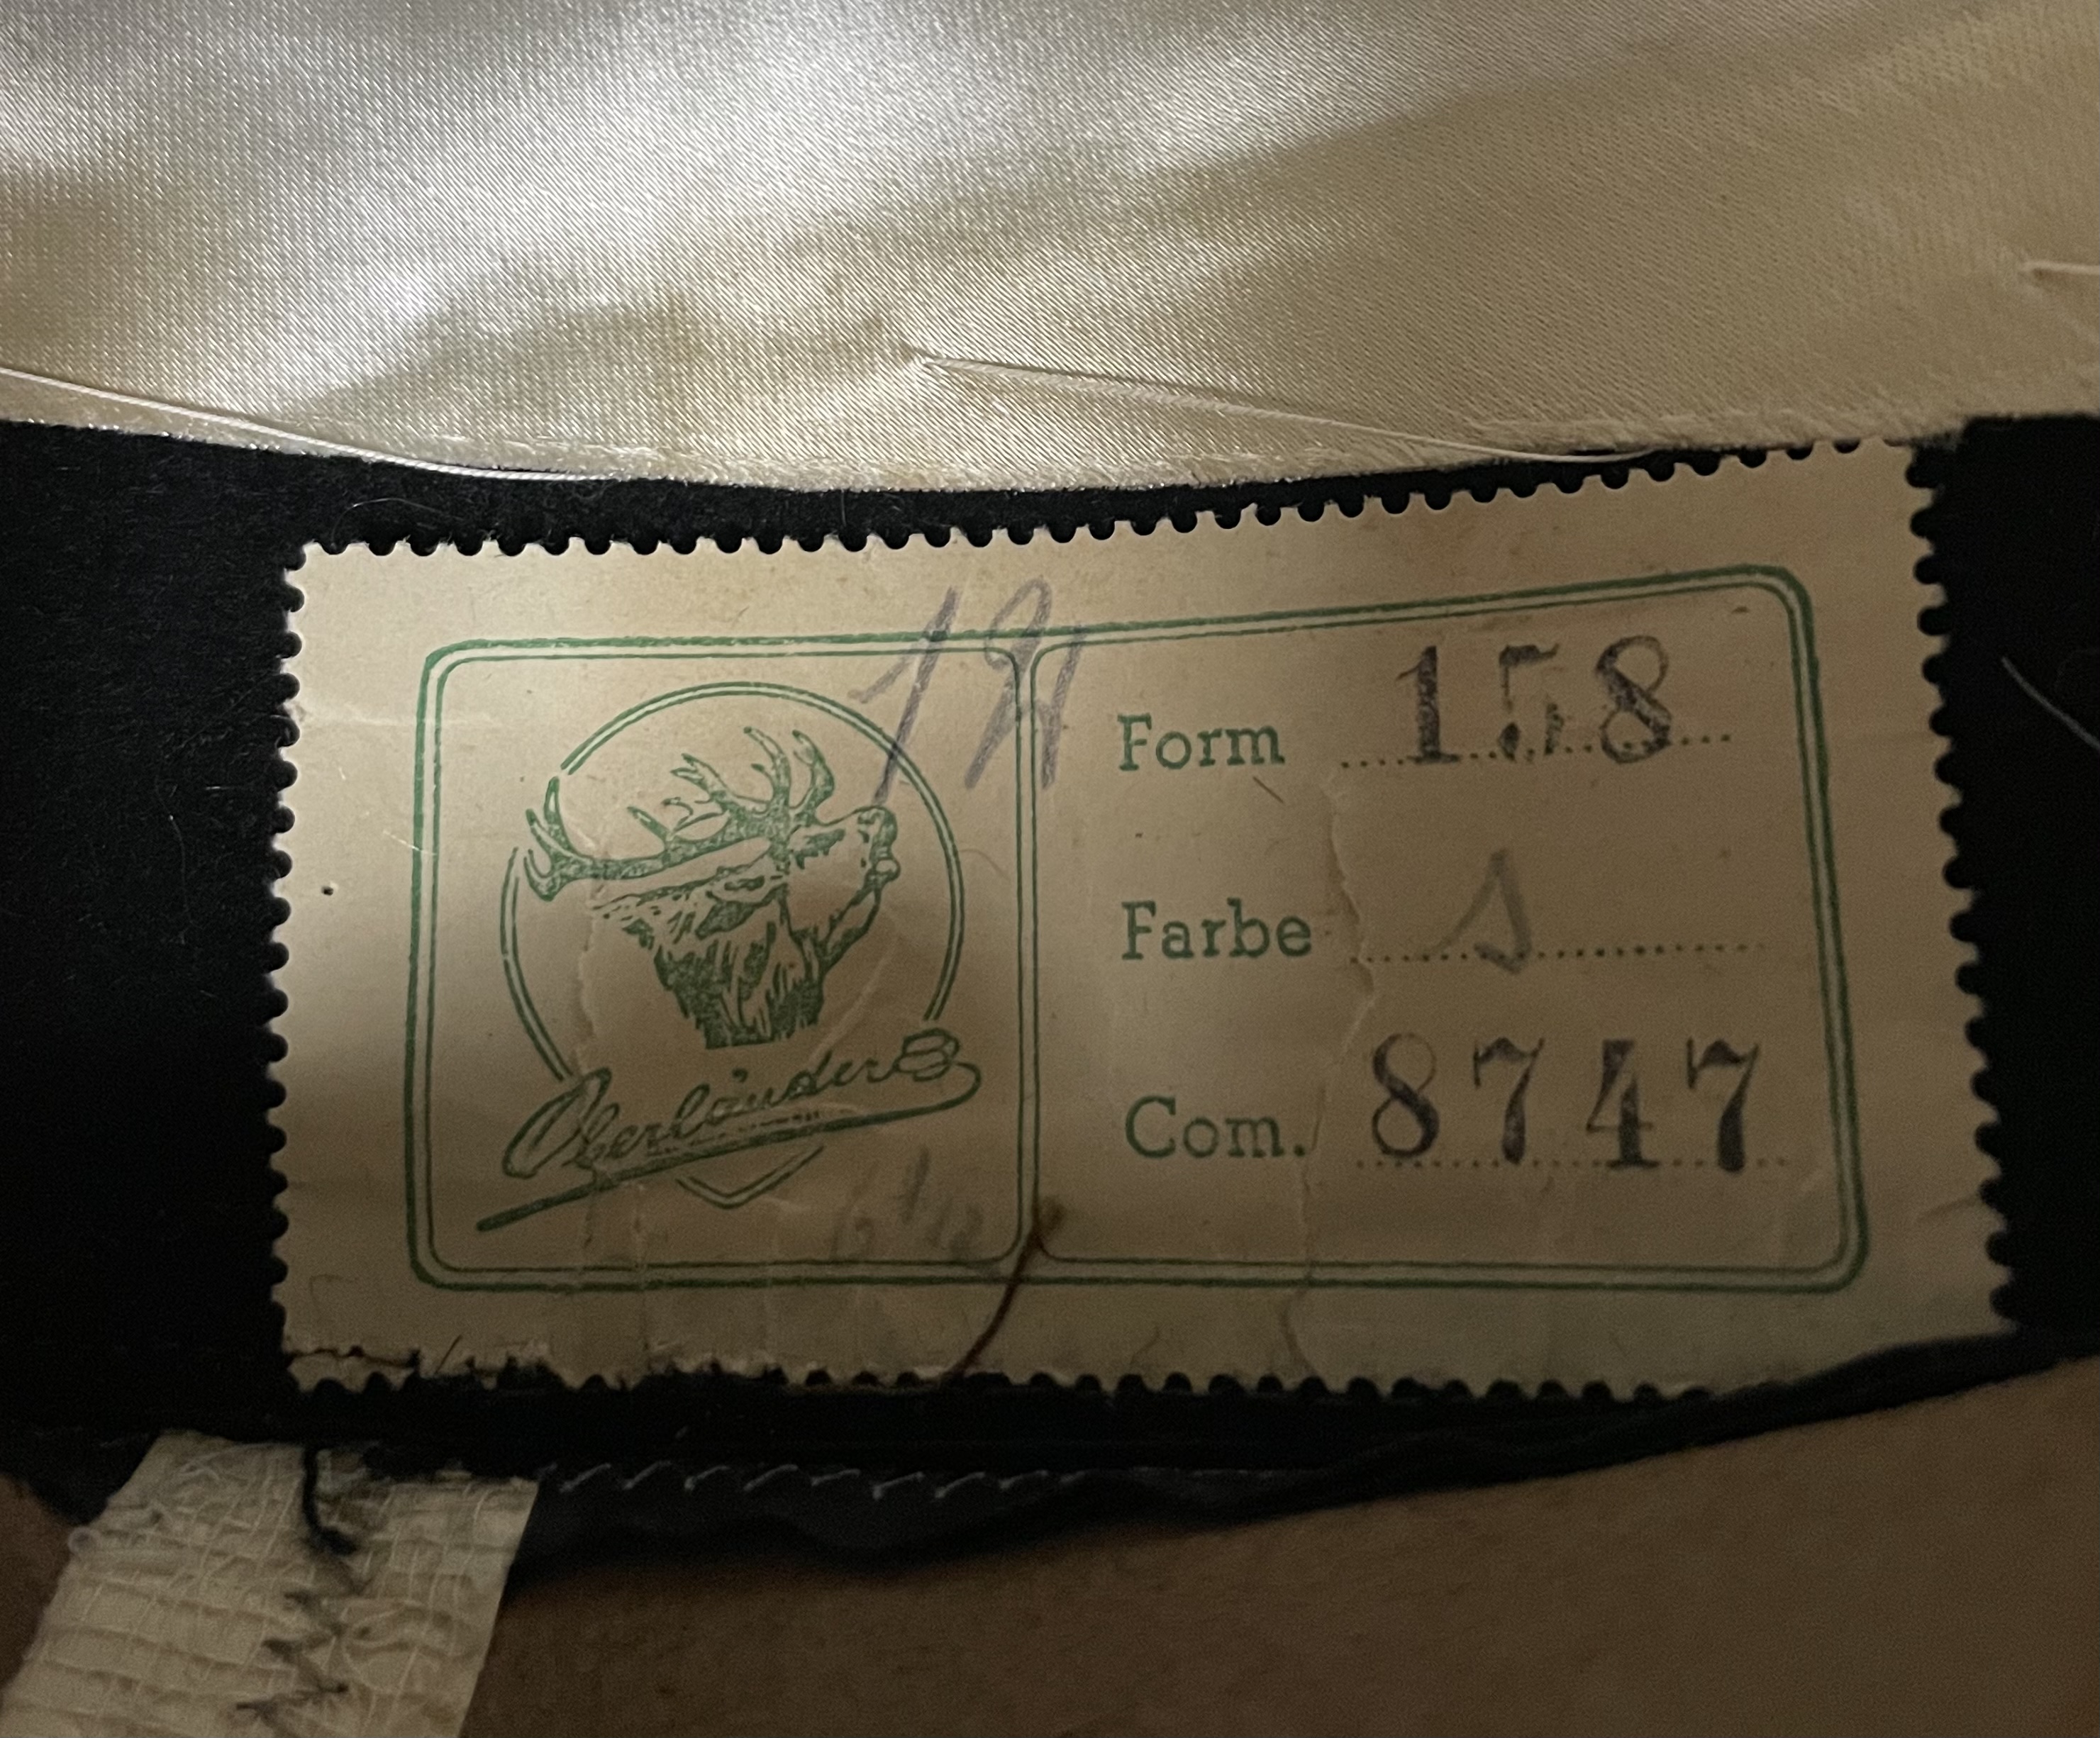 Form 158
Farbe s
Com. 8747
Oberländer